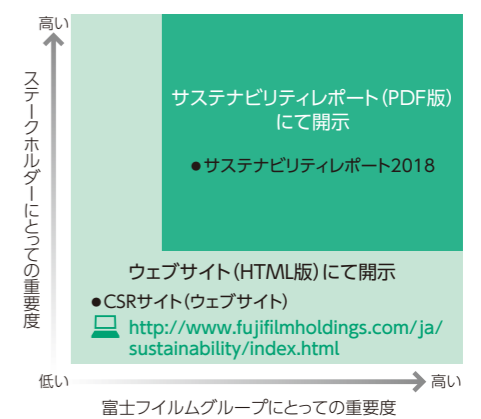 高い
ステークホルダーにとっての重要度
サステナビリティレポート（PDF版）
にて開示
●サステナビリティレポート2018
ウェブサイト（HTML版）にて開示
●CSRサイト（ウェブサイト）
http://www.fujifilmholdings.com/ja/
sustainability/index.html
低い
高い
富士フイルムグループにとっての重要度